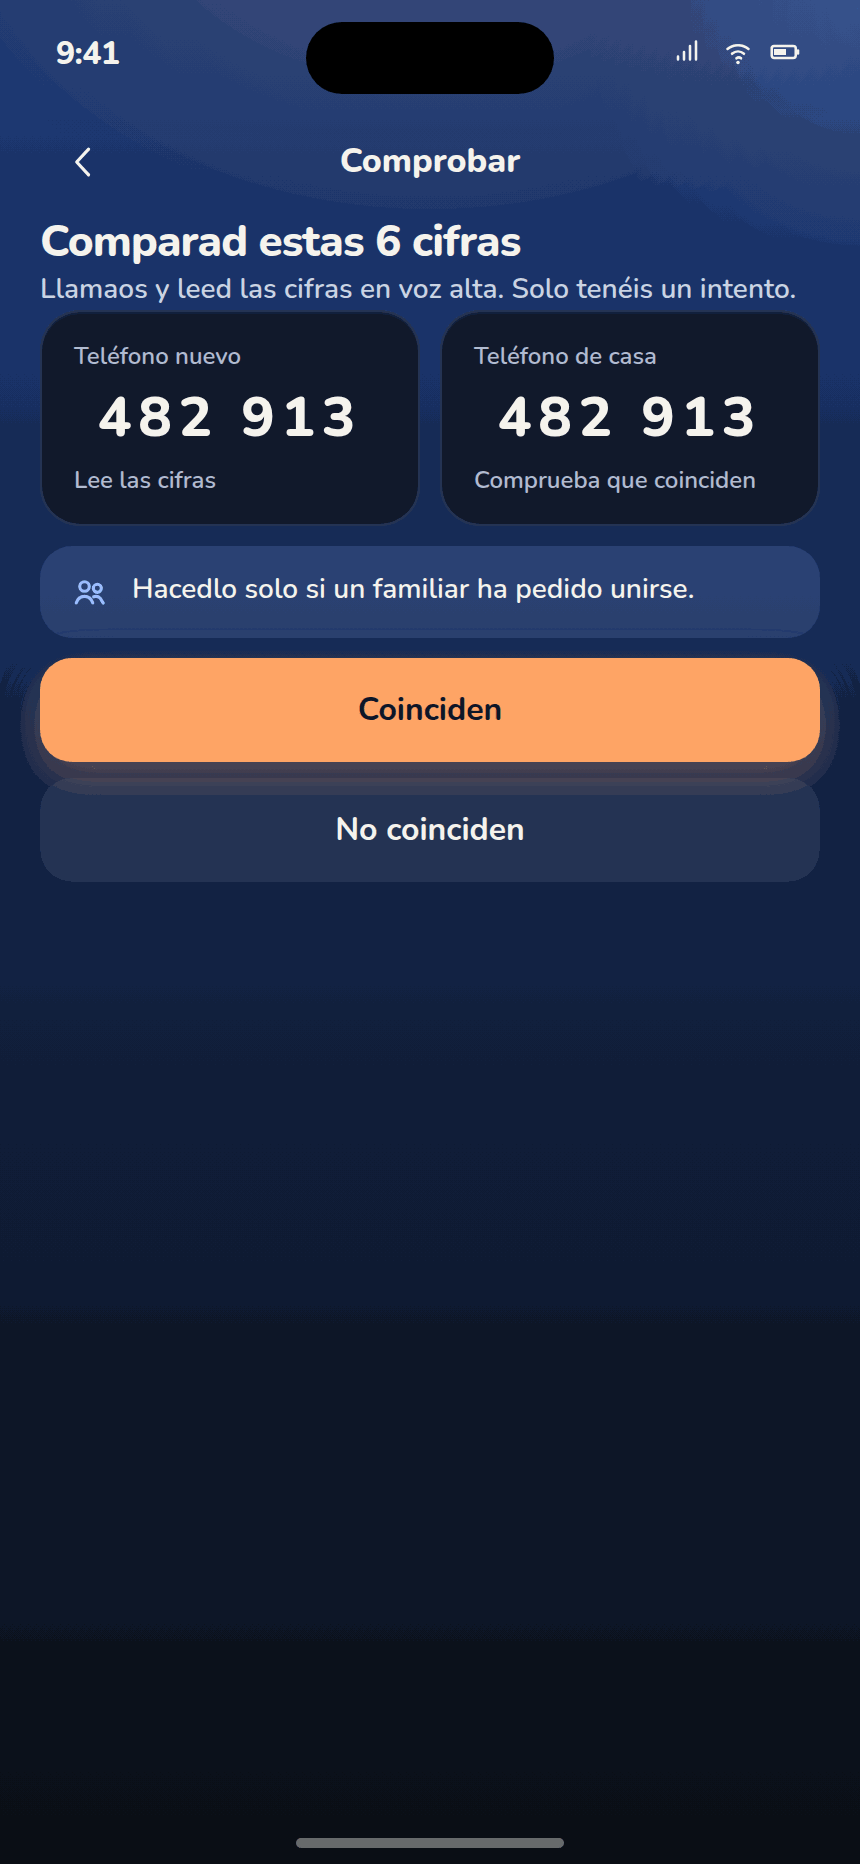 9:41
Comprobar
Comparad estas 6 cifras
Llamaos y leed las cifras en voz alta. Solo tenéis un intento.
Teléfono nuevo
482 913
Lee las cifras
Teléfono de casa
482 913
Comprueba que coinciden
Hacedlo solo si un familiar ha pedido unirse.
Coinciden
No coinciden